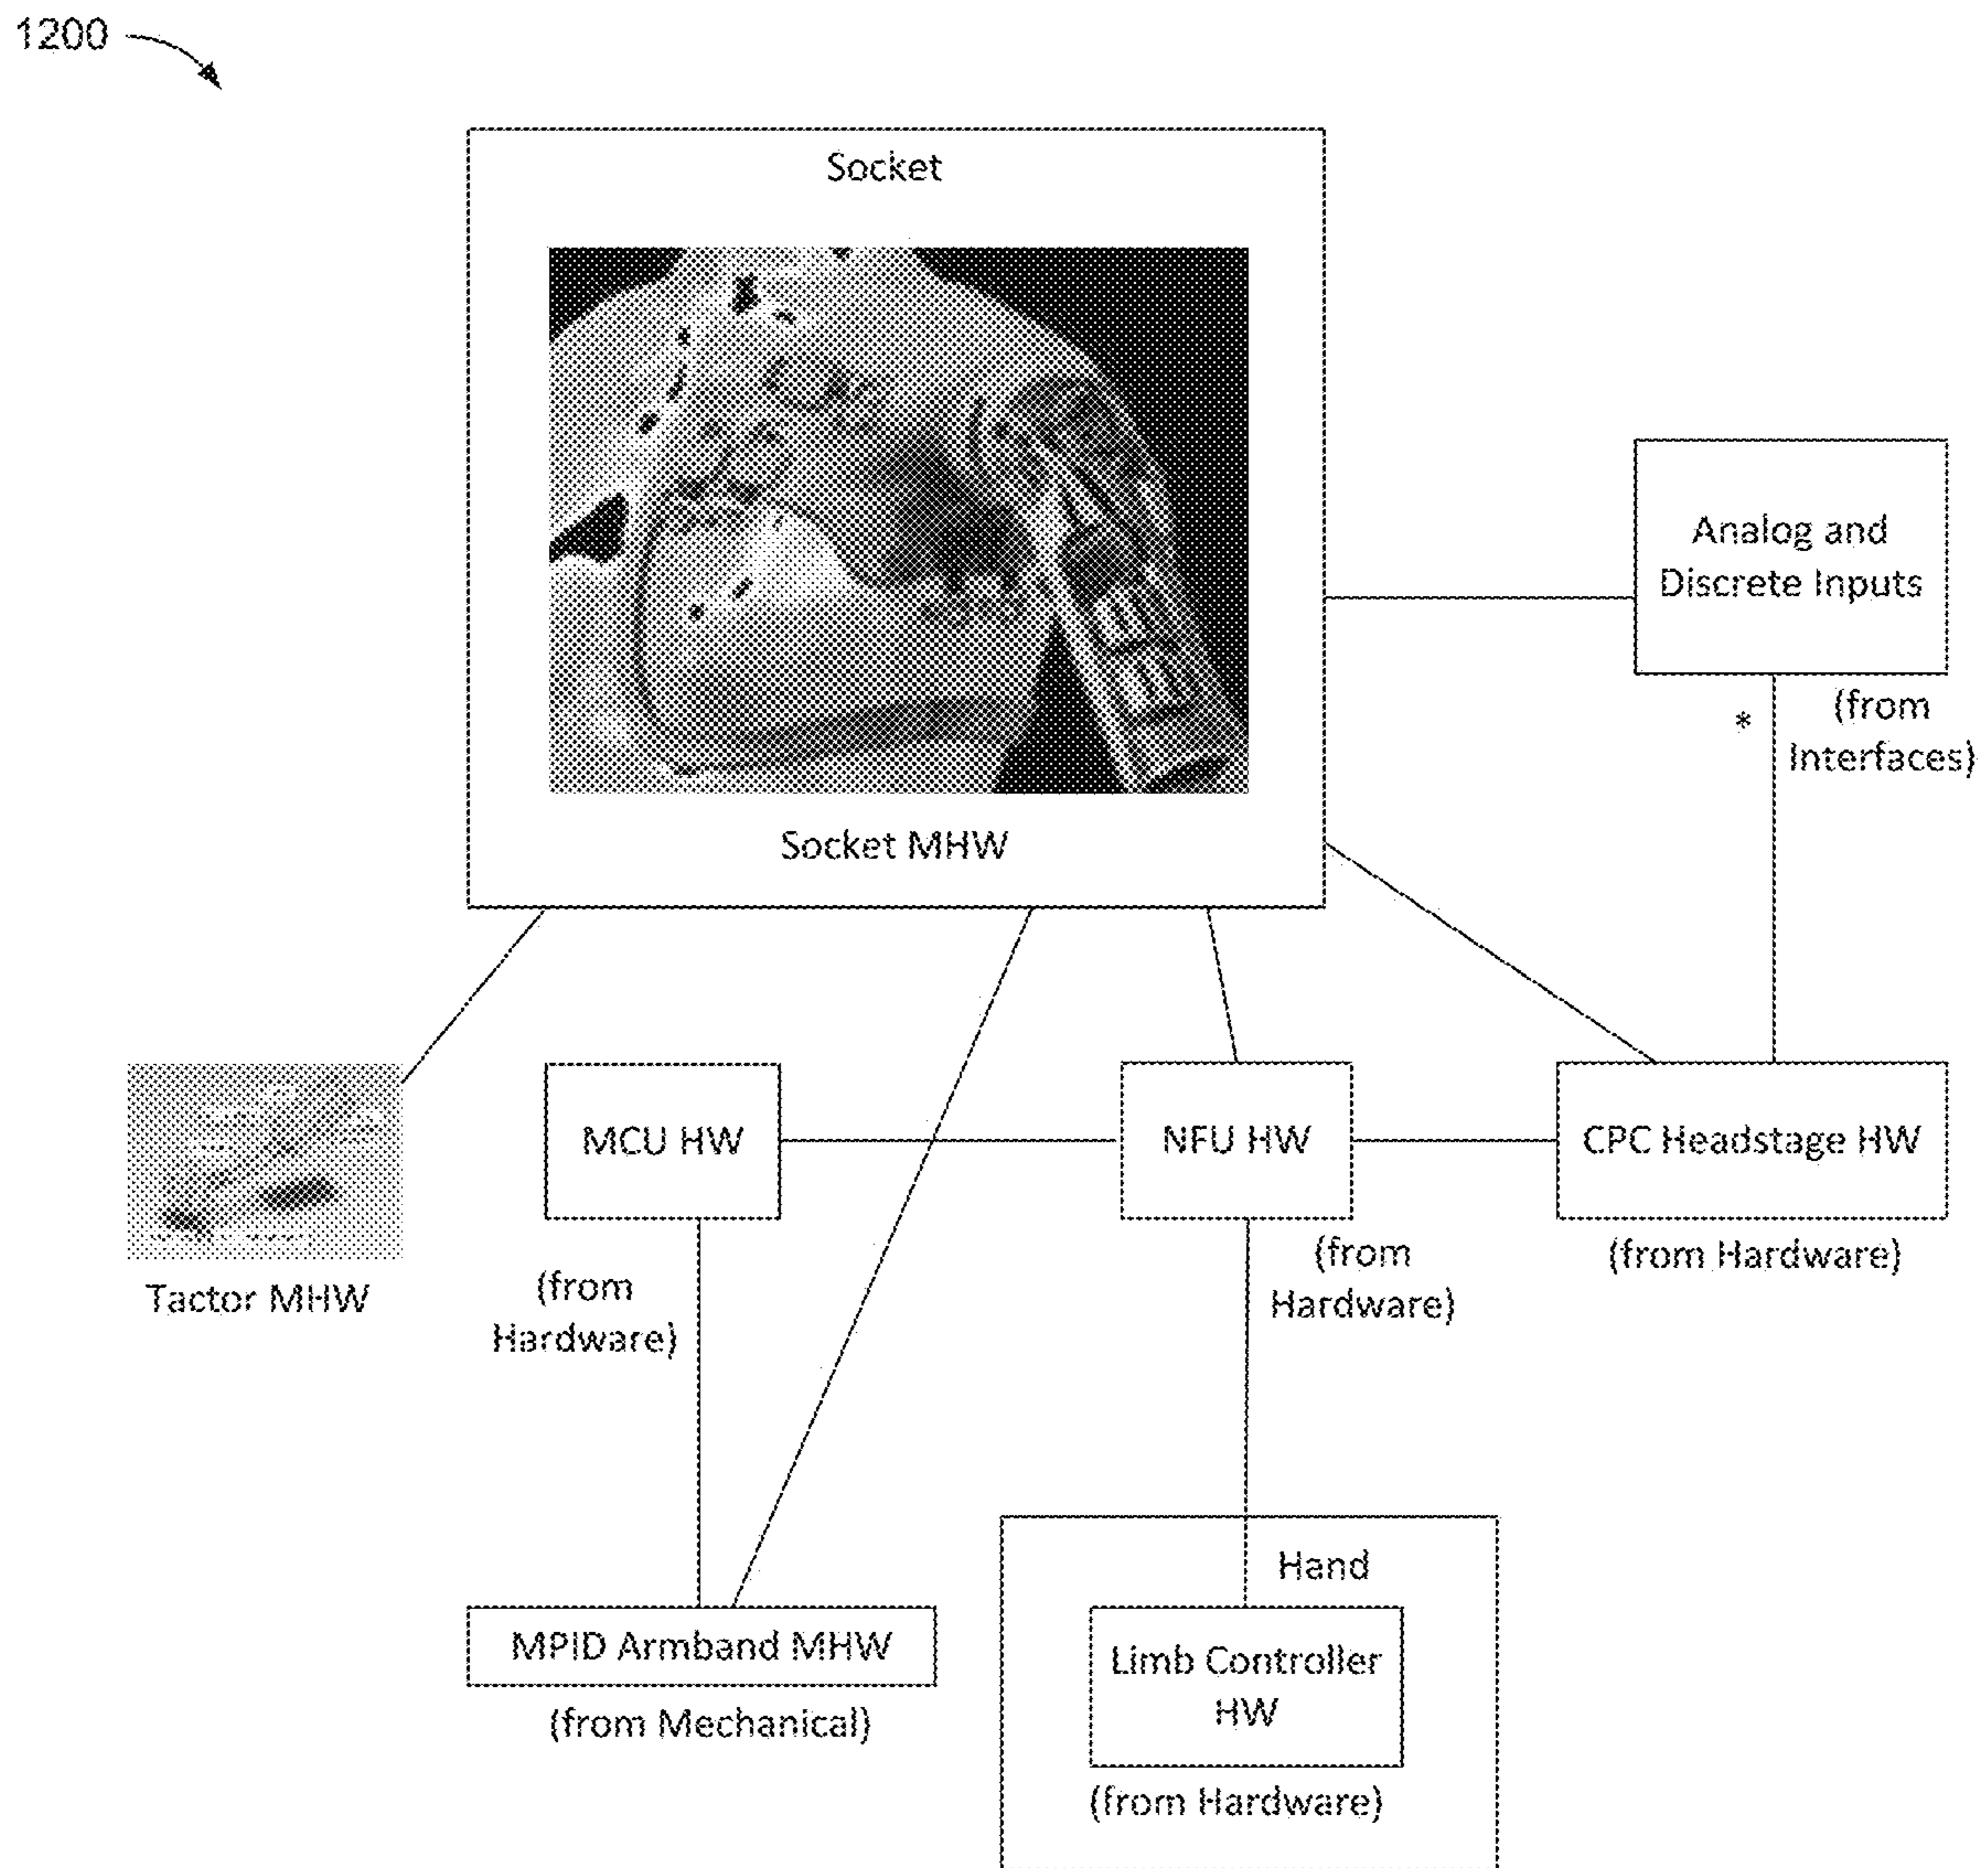 1200
Socket
Socket MHW
Analog and
Discrete Inputs
*
(from
Interfaces)
MCU HW
NFU HW
CPC Headstage HW
(from
Hardware)
(from
Hardware)
(from Hardware)
Tactor MHW
Hand
MPID Armband MHW
Limb Controller
HW
(from Mechanical)
(from Hardware)